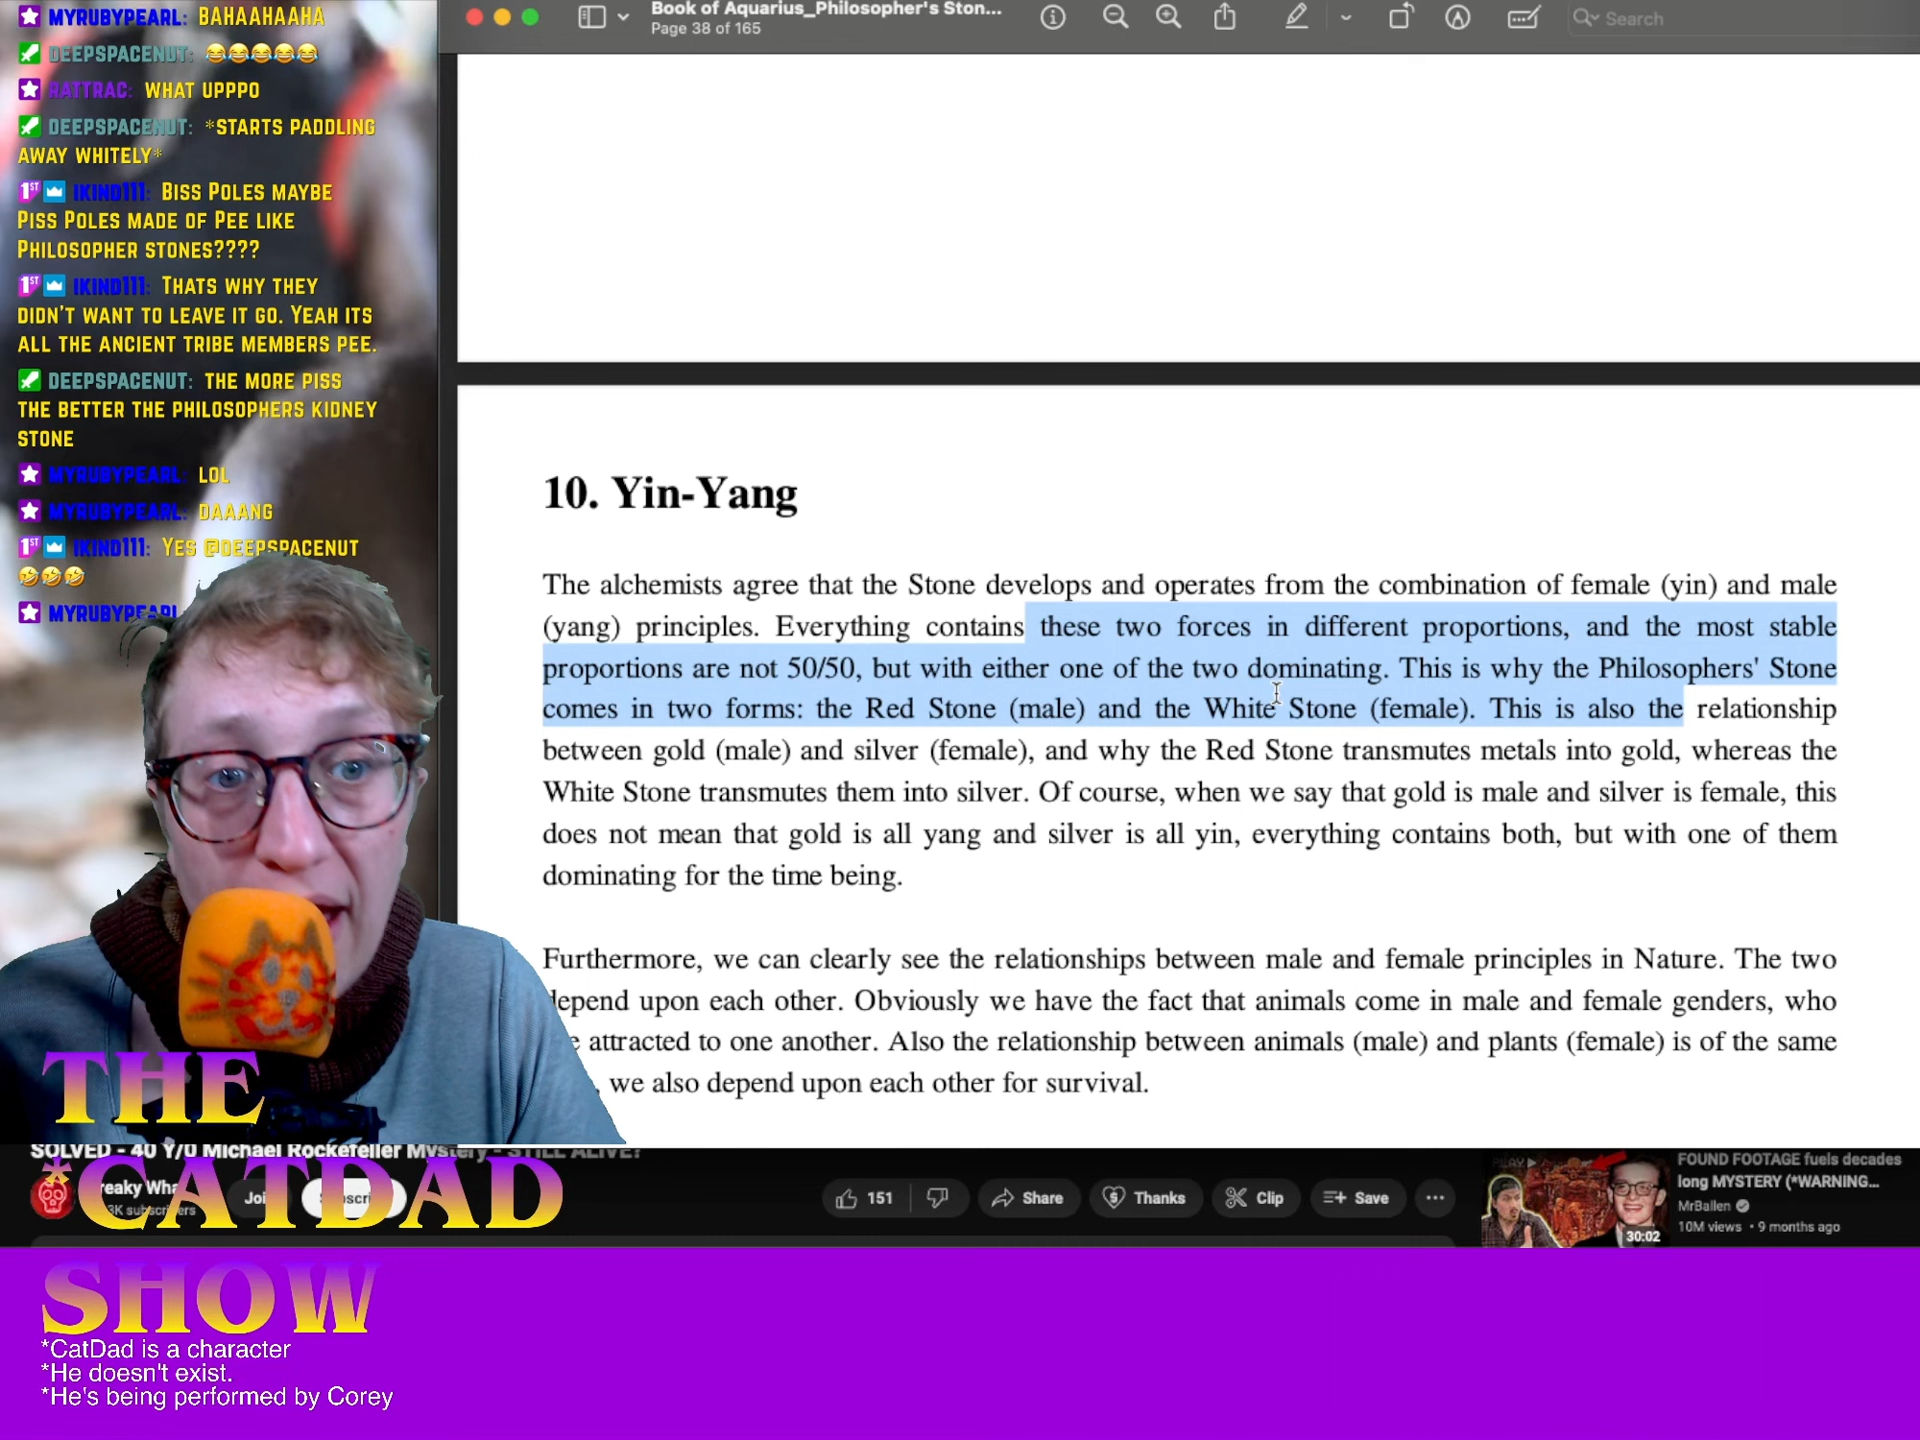 MYRUBYPEARL: BAHAAHAAHA
DEEPSPACENUT: 😂😂😂😂😂
RATTRAC: WHAT UPPPO
DEEPSPACENUT: *STARTS PADDLING
AWAY WHITELY*
1ST IKIND111: BISS POLES MAYBE
PISS POLES MADE OF PEE LIKE
PHILOSOPHER STONES????
1ST IKIND111: THATS WHY THEY
DIDN'T WANT TO LEAVE IT GO. YEAH ITS
ALL THE ANCIENT TRIBE MEMBERS PEE.
DEEPSPACENUT: THE MORE PISS
THE BETTER THE PHILOSOPHERS KIDNEY
STONE
MYRUBYPEARL: LOL
MYRUBYPEARL: DAAANG
1ST IKIND111: YES @DEEPSPACENUT
🤣🤣🤣
MYRUBYPEARL
Book of Aquarius_Philosopher's Ston...
Page 38 of 165
Search
10. Yin-Yang
The alchemists agree that the Stone develops and operates from the combination of female (yin) and male
(yang) principles. Everything contains these two forces in different proportions, and the most stable
proportions are not 50/50, but with either one of the two dominating. This is why the Philosophers' Stone
comes in two forms: the Red Stone (male) and the White Stone (female). This is also the relationship
between gold (male) and silver (female), and why the Red Stone transmutes metals into gold, whereas the
White Stone transmutes them into silver. Of course, when we say that gold is male and silver is female, this
does not mean that gold is all yang and silver is all yin, everything contains both, but with one of them
dominating for the time being.
Furthermore, we can clearly see the relationships between male and female principles in Nature. The two
depend upon each other. Obviously we have the fact that animals come in male and female genders, who
attracted to one another. Also the relationship between animals (male) and plants (female) is of the same
, we also depend upon each other for survival.
SOLVED - 40 Y/O Michael Rockefeller Mystery - STILL ALIVE?
151
Share
Thanks
Clip
Save
FOUND FOOTAGE fuels decades
long MYSTERY (*WARNING...
MrBallen
10M views • 9 months ago
30:02
THE
*CATDAD
SHOW
*CatDad is a character
*He doesn't exist.
*He's being performed by Corey